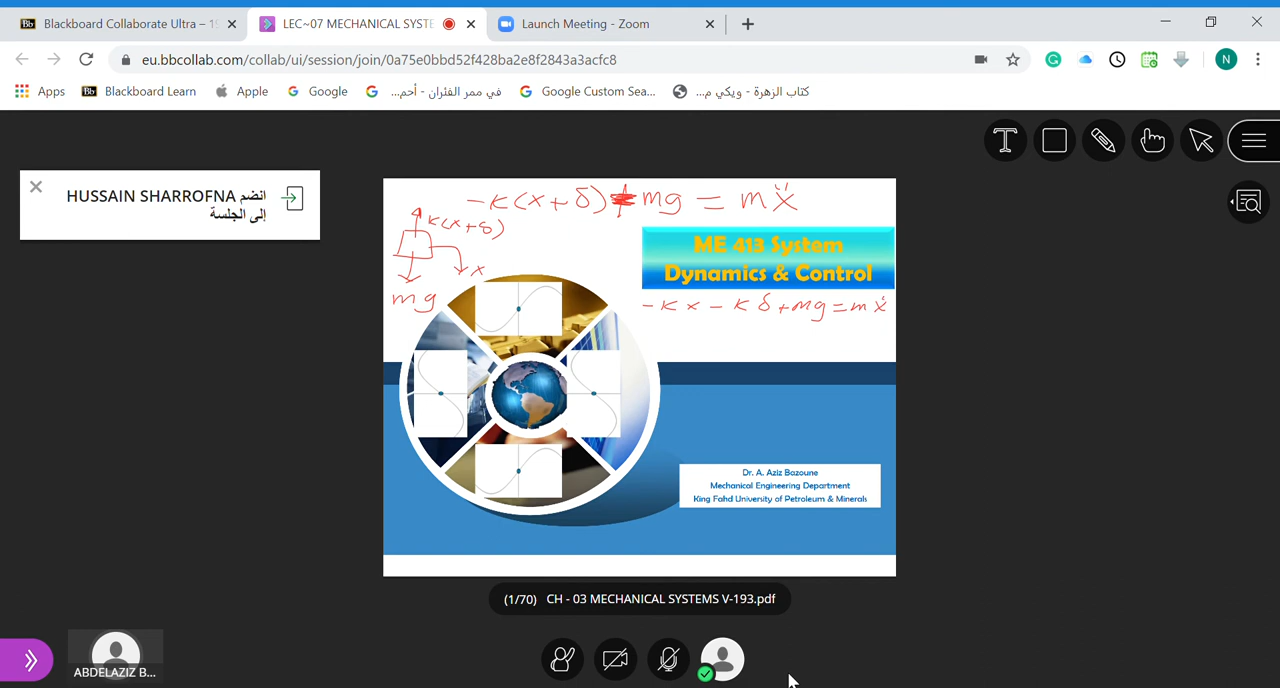 Blackboard Collaborate Ultra – 19
LEC~07 MECHANICAL SYSTE
Launch Meeting - Zoom
eu.bbcollab.com/collab/ui/session/join/0a75e0bbd52f428ba2e8f2843a3acfc8
N
Apps
Bb Blackboard Learn
Apple
Google
في ممر الفئران - أحم...
Google Custom Sea...
كتاب الزهرة - ويكي م...
انضم HUSSAIN SHARROFNA
إلى الجلسة
-K(x+δ)+mg = mẍ
K(x+δ)
x
mg
ME 413 System
Dynamics & Control
-Kx-Kδ+mg=mẍ
Dr. A. Aziz Bazoune
Mechanical Engineering Department
King Fahd University of Petroleum & Minerals
(1/70) CH - 03 MECHANICAL SYSTEMS V-193.pdf
ABDELAZIZ B...